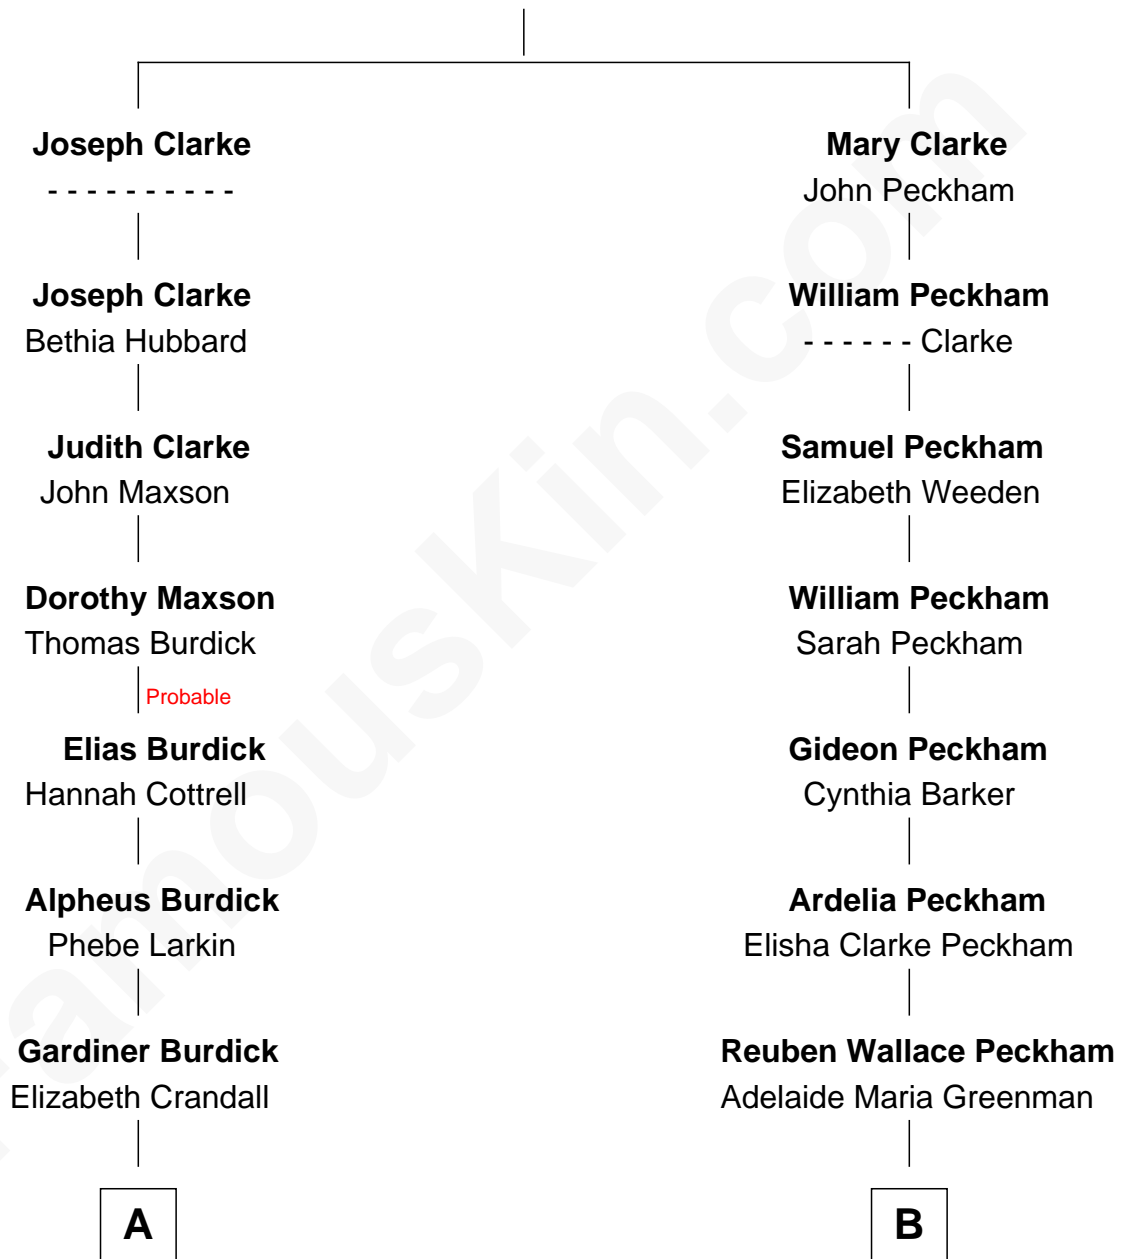 Joseph Clarke
- - - - - - - - - -
Joseph Clarke
Bethia Hubbard
Judith Clarke
John Maxson
Dorothy Maxson
Thomas Burdick
Probable
Elias Burdick
Hannah Cottrell
Alpheus Burdick
Phebe Larkin
Gardiner Burdick
Elizabeth Crandall
A
Mary Clarke
John Peckham
William Peckham
- - - - - - Clarke
Samuel Peckham
Elizabeth Weeden
William Peckham
Sarah Peckham
Gideon Peckham
Cynthia Barker
Ardelia Peckham
Elisha Clarke Peckham
Reuben Wallace Peckham
Adelaide Maria Greenman
B
FamousKin.com